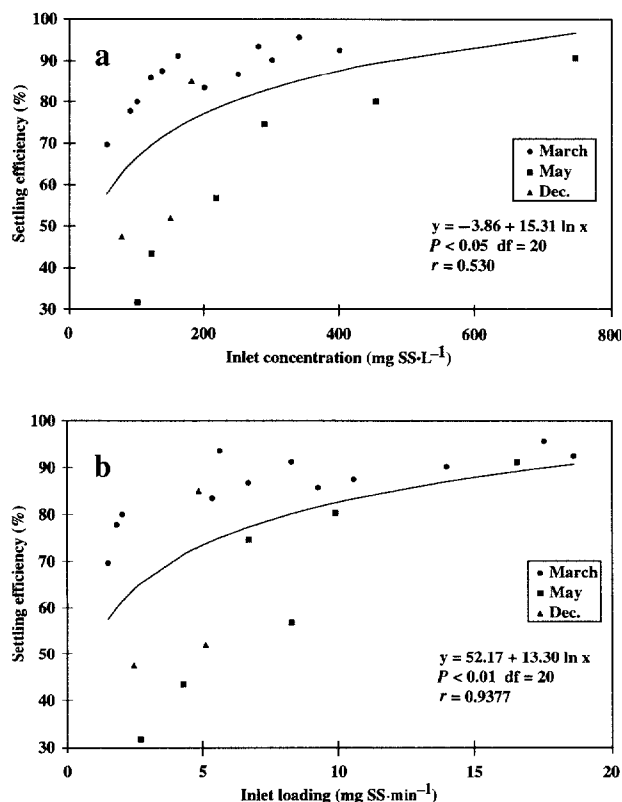 a
Settling efficiency (%)
100
90
80
70
60
50
40
30
0
200
400
600
800
Inlet concentration (mg SS·L⁻¹)
March
May
Dec.
y = −3.86 + 15.31 ln x
P < 0.05 df = 20
r = 0.530
b
Settling efficiency (%)
100
90
80
70
60
50
40
30
0
5
10
15
20
Inlet loading (mg SS·min⁻¹)
March
May
Dec.
y = 52.17 + 13.30 ln x
P < 0.01 df = 20
r = 0.9377